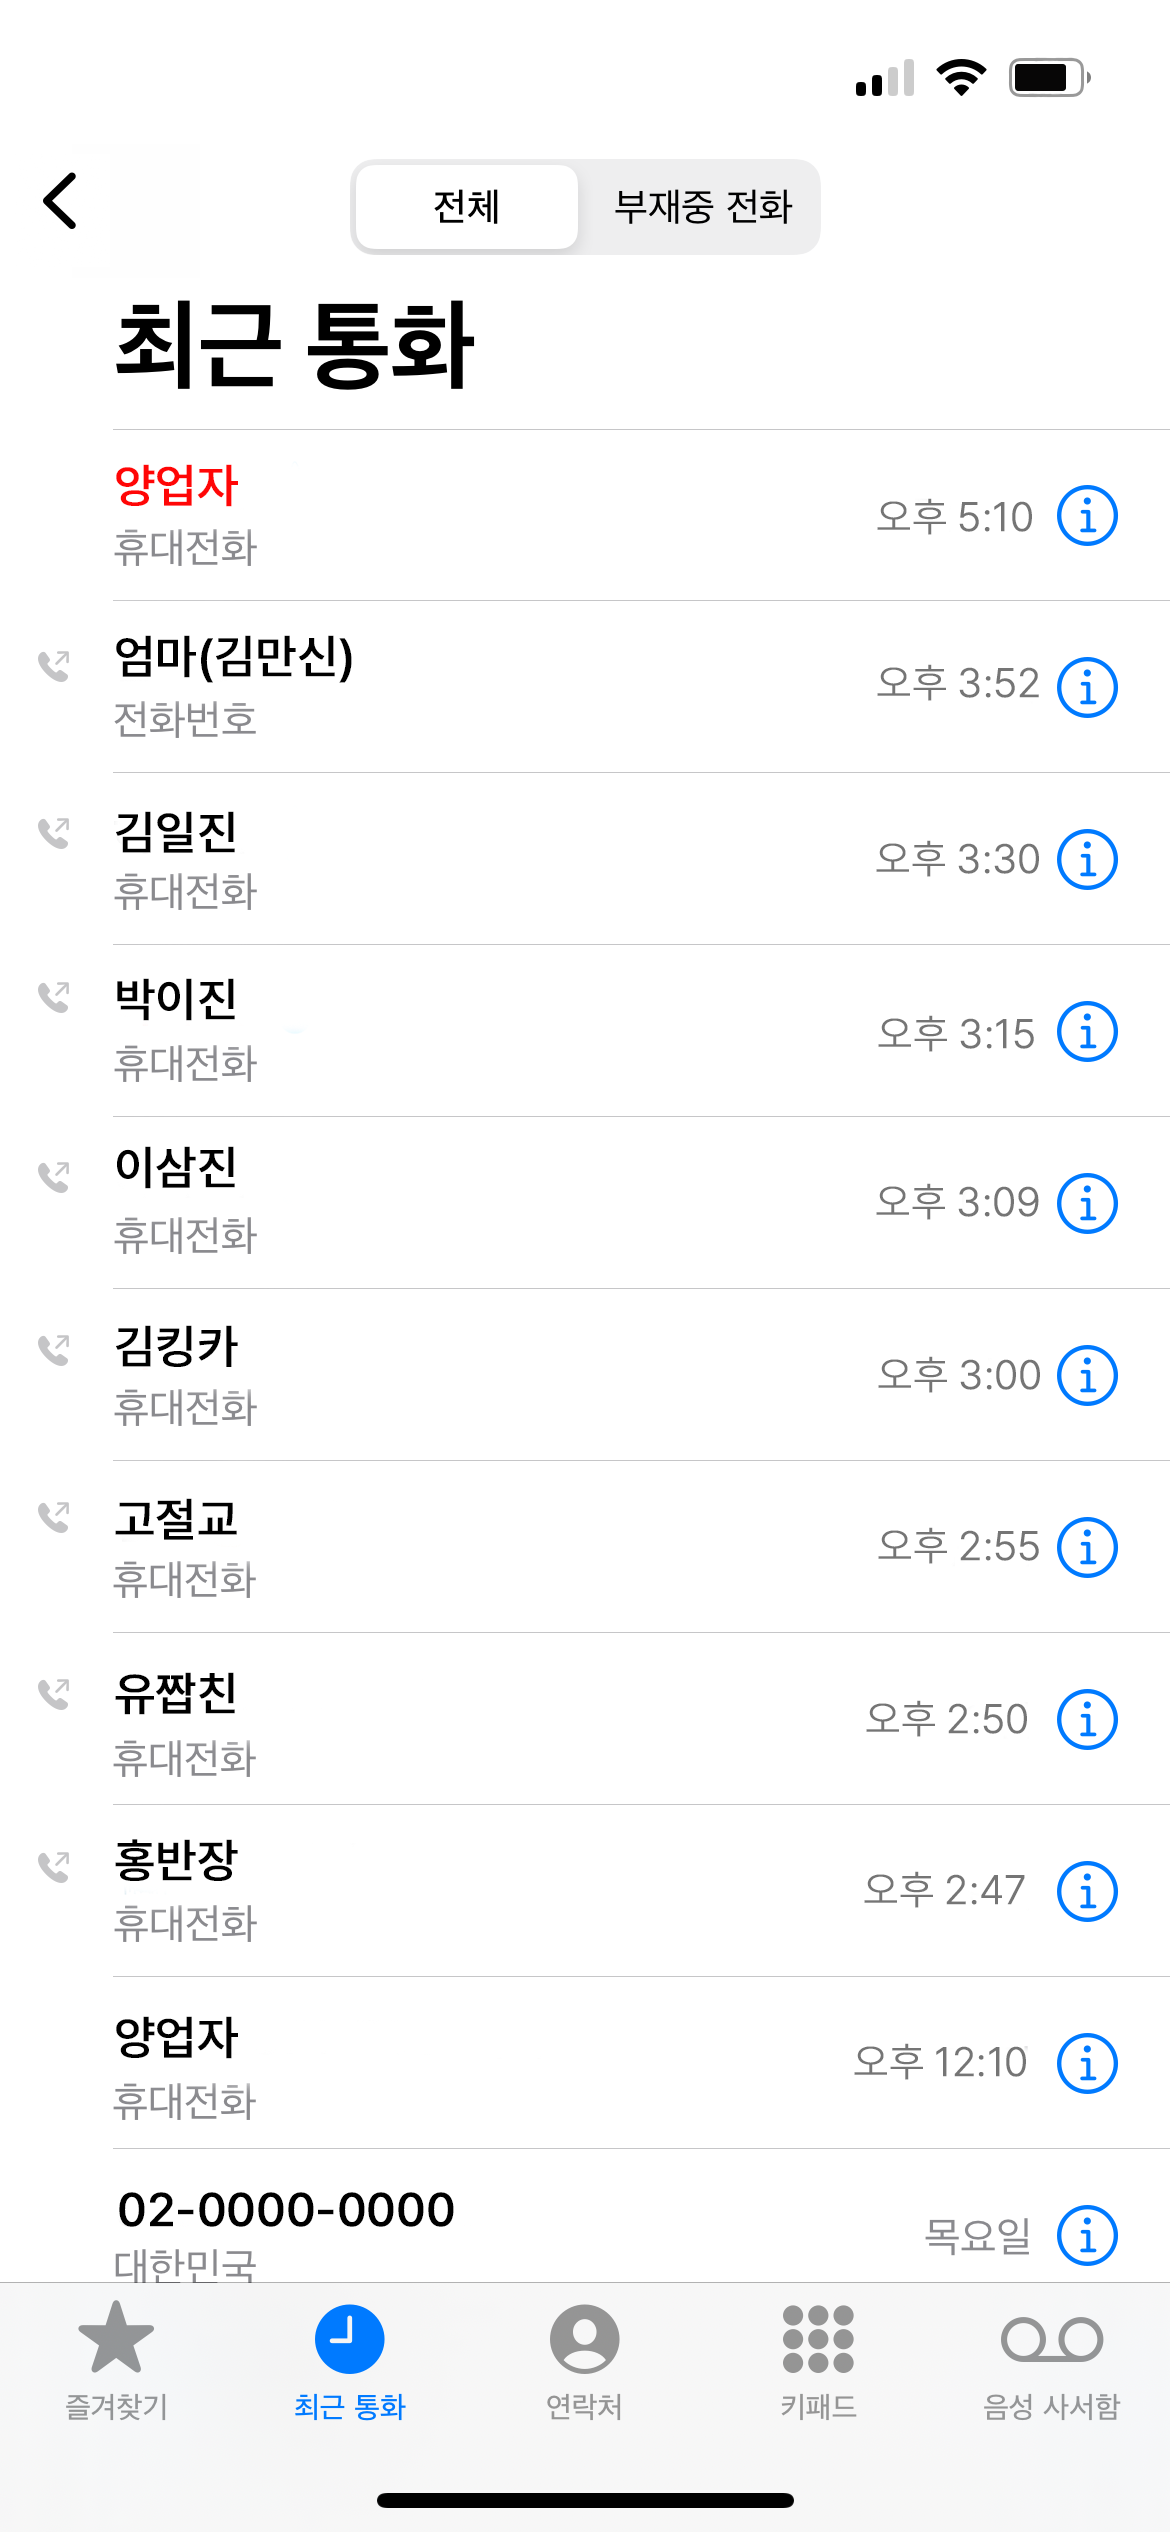 전체 부재중 전화
최근 통화
양업자
휴대전화
오후 5:10
엄마(김만신)
전화번호
오후 3:52
김일진
휴대전화
오후 3:30
박이진
휴대전화
오후 3:15
이삼진
휴대전화
오후 3:09
김킹카
휴대전화
오후 3:00
고절교
휴대전화
오후 2:55
유짭친
휴대전화
오후 2:50
홍반장
휴대전화
오후 2:47
양업자
휴대전화
오후 12:10
02-0000-0000
대한민국
목요일
즐겨찾기 최근 통화 연락처 키패드 음성 사서함